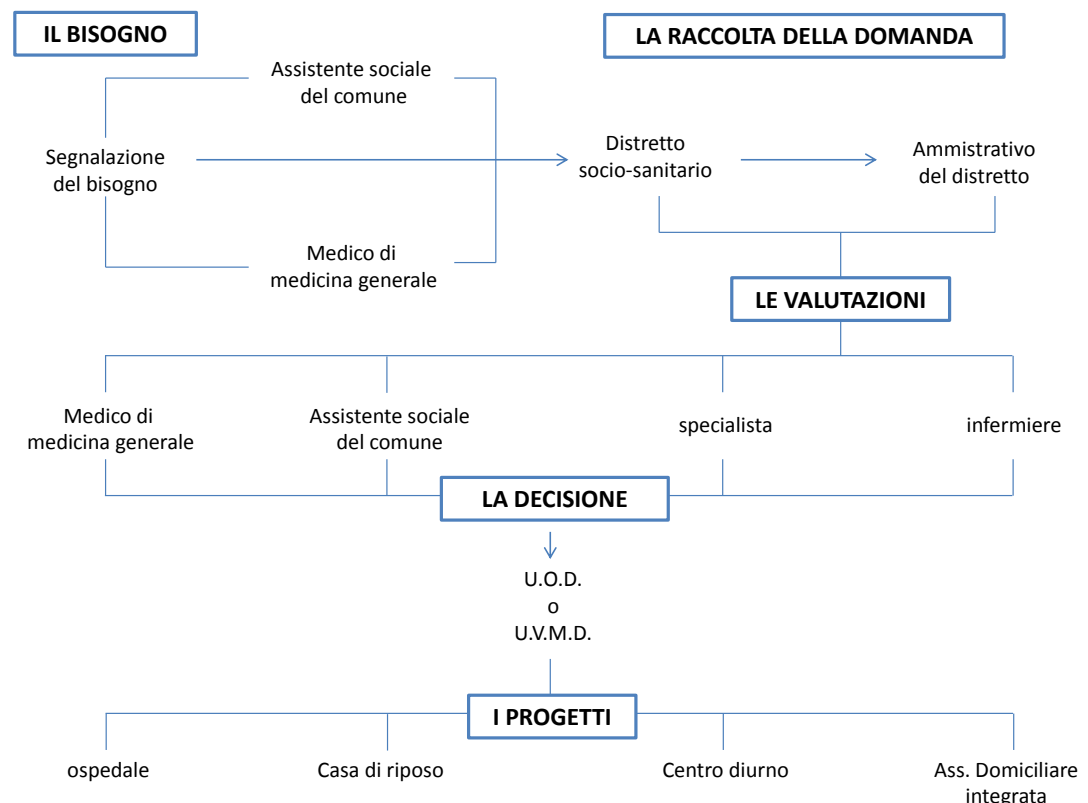 IL BISOGNO
LA RACCOLTA DELLA DOMANDA
Assistente sociale
del comune
Segnalazione
del bisogno
Distretto
socio-sanitario
Ammistrativo
del distretto
Medico di
medicina generale
LE VALUTAZIONI
Medico di
medicina generale
Assistente sociale
del comune
specialista
infermiere
LA DECISIONE
U.O.D.
o
U.V.M.D.
I PROGETTI
ospedale
Casa di riposo
Centro diurno
Ass. Domiciliare
integrata